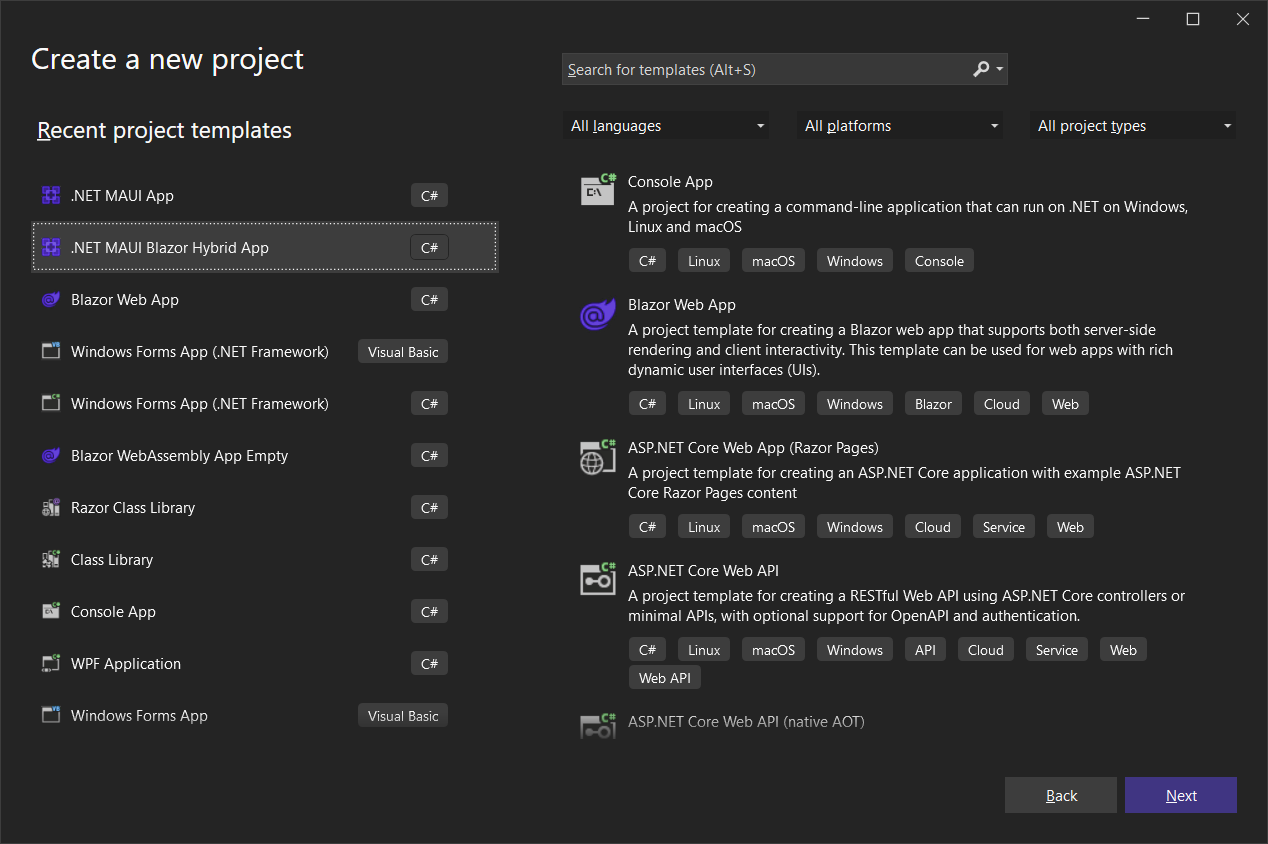 Create a new project
Search for templates (Alt+S)
Recent project templates
All languages
All platforms
All project types
.NET MAUI App C#
.NET MAUI Blazor Hybrid App C#
Blazor Web App C#
Windows Forms App (.NET Framework) Visual Basic
Windows Forms App (.NET Framework) C#
Blazor WebAssembly App Empty C#
Razor Class Library C#
Class Library C#
Console App C#
WPF Application C#
Windows Forms App Visual Basic
Console App
A project for creating a command-line application that can run on .NET on Windows,
Linux and macOS
C# Linux macOS Windows Console
Blazor Web App
A project template for creating a Blazor web app that supports both server-side
rendering and client interactivity. This template can be used for web apps with rich
dynamic user interfaces (UIs).
C# Linux macOS Windows Blazor Cloud Web
ASP.NET Core Web App (Razor Pages)
A project template for creating an ASP.NET Core application with example ASP.NET
Core Razor Pages content
C# Linux macOS Windows Cloud Service Web
ASP.NET Core Web API
A project template for creating a RESTful Web API using ASP.NET Core controllers or
minimal APIs, with optional support for OpenAPI and authentication.
C# Linux macOS Windows API Cloud Service Web
Web API
ASP.NET Core Web API (native AOT)
Back
Next